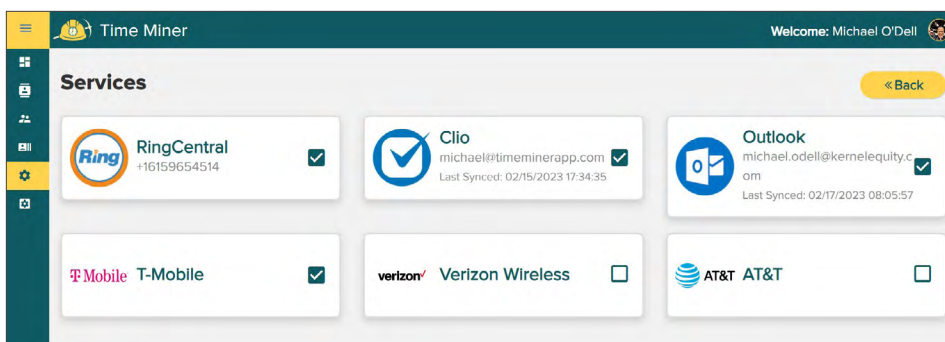 Time Miner
Welcome: Michael O'Dell
Services
«Back
Ring
RingCentral
+16159654514
Clio
michael@timeminerapp.com
Last Synced: 02/15/2023 17:34:35
Outlook
michael.odell@kernelequity.c
om
Last Synced: 02/17/2023 08:05:57
T Mobile T-Mobile
verizon✓ Verizon Wireless
AT&T AT&T